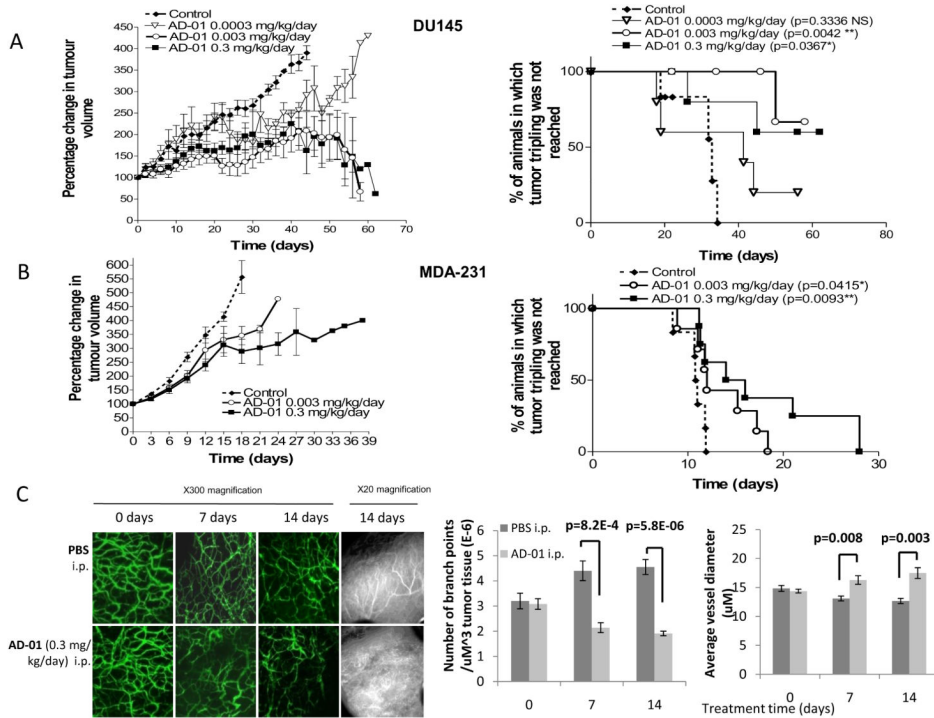 A
DU145
Control
AD-01 0.0003 mg/kg/day
AD-01 0.003 mg/kg/day
AD-01 0.3 mg/kg/day
Percentage change in tumour
volume
450
400
350
300
250
200
150
100
50
0
0 10 20 30 40 50 60 70
Time (days)
Control
AD-01 0.0003 mg/kg/day (p=0.3336 NS)
AD-01 0.003 mg/kg/day (p=0.0042 **)
AD-01 0.3 mg/kg/day (p=0.0367*)
% of animals in which
tumor tripling was not
reached
100
50
0
0 20 40 60 80
Time (days)
B
MDA-231
Percentage change in
tumour volume
600
550
500
450
400
350
300
250
200
150
100
50
0
Control
AD-01 0.003 mg/kg/day
AD-01 0.3 mg/kg/day
0 3 6 9 12 15 18 21 24 27 30 33 36 39
Time (days)
Control
AD-01 0.003 mg/kg/day (p=0.0415*)
AD-01 0.3 mg/kg/day (p=0.0093**)
% of animals in which
tumor tripling was not
reached
100
50
0
0 10 20 30
Time (days)
C
X300 magnification X20 magnification
0 days 7 days 14 days 14 days
PBS
i.p.
AD-01 (0.3 mg/
kg/day) i.p.
Number of branch points
/uM^3 tumor tissue (E-6)
6
5
4
3
2
1
0
PBS i.p.
AD-01 i.p.
p=8.2E-4 p=5.8E-06
0 7 14
Average vessel diameter
(uM)
25
20
15
10
5
0
p=0.008 p=0.003
0 7 14
Treatment time (days)